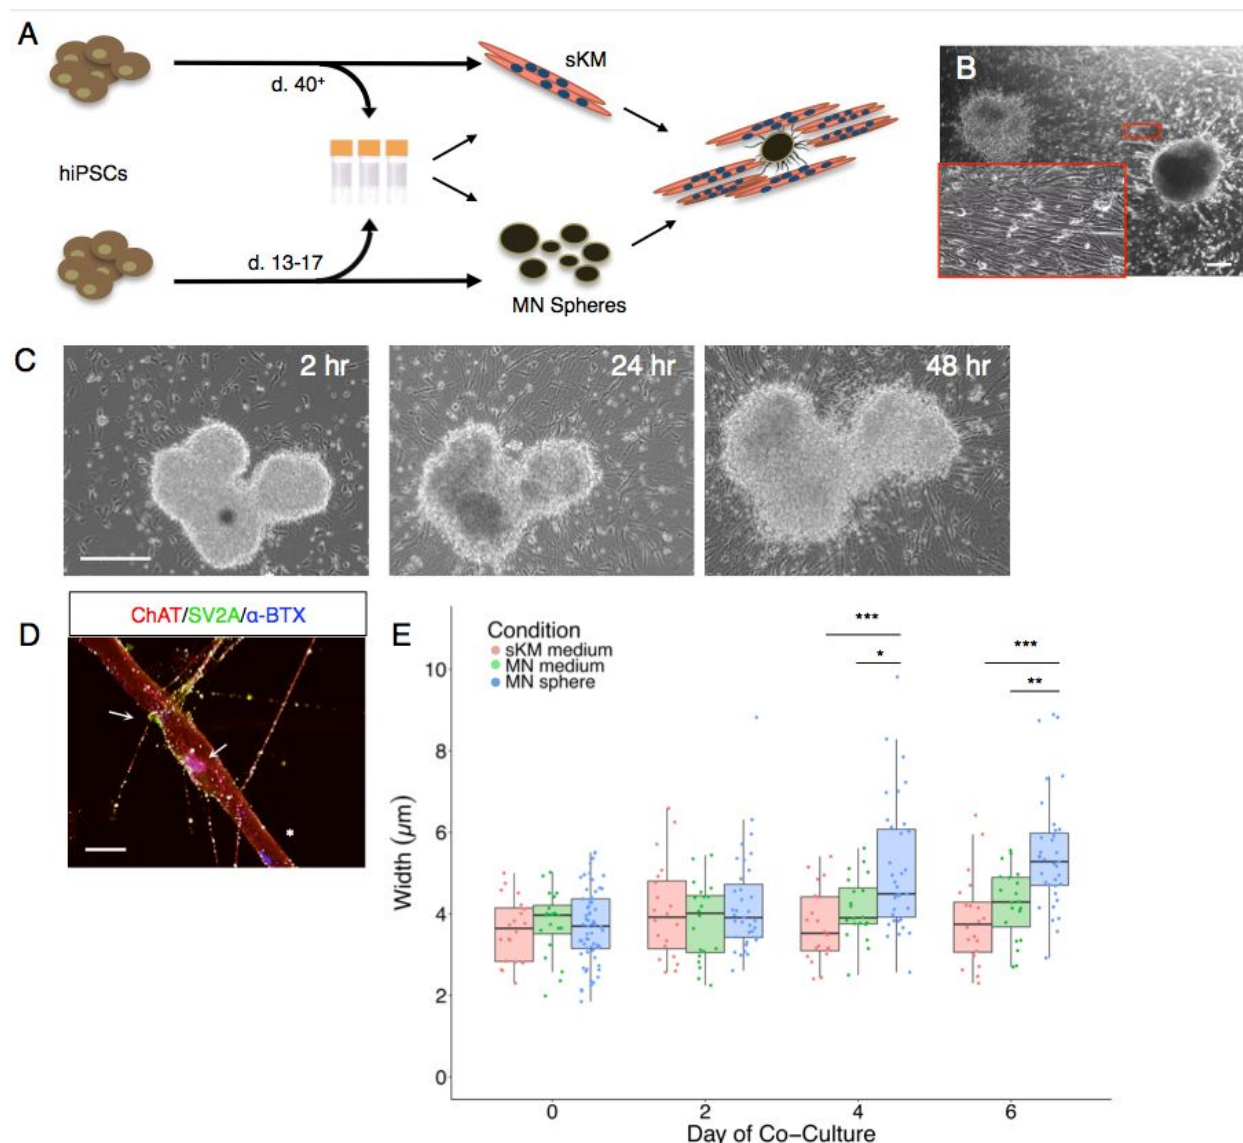 A
hiPSCs
d. 40+
sKM
d. 13-17
MN Spheres
B
C
2 hr
24 hr
48 hr
D
ChAT/SV2A/α-BTX
*
E
Condition
sKM medium
MN medium
MN sphere
***
*
***
**
Width (µm)
10
8
6
4
2
0
0
2
4
6
Day of Co-Culture